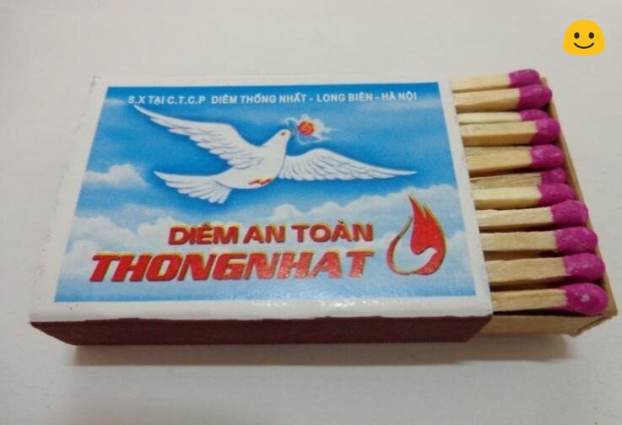 S.X TẠI C.T.C.P DIÊM THỐNG NHẤT - LONG BIÊN - HÀ NỘI
DIÊM AN TOÀN
THONGNHAT